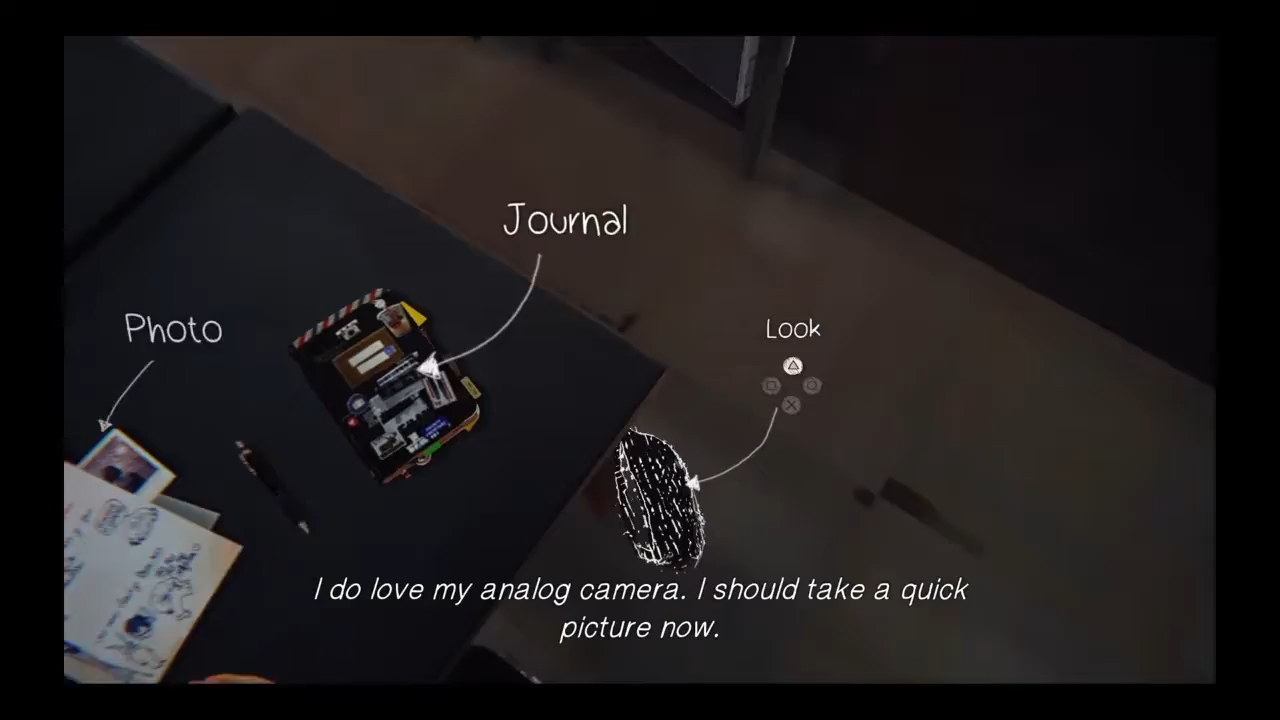 Journal
Photo
Look
I do love my analog camera. I should take a quick
picture now.